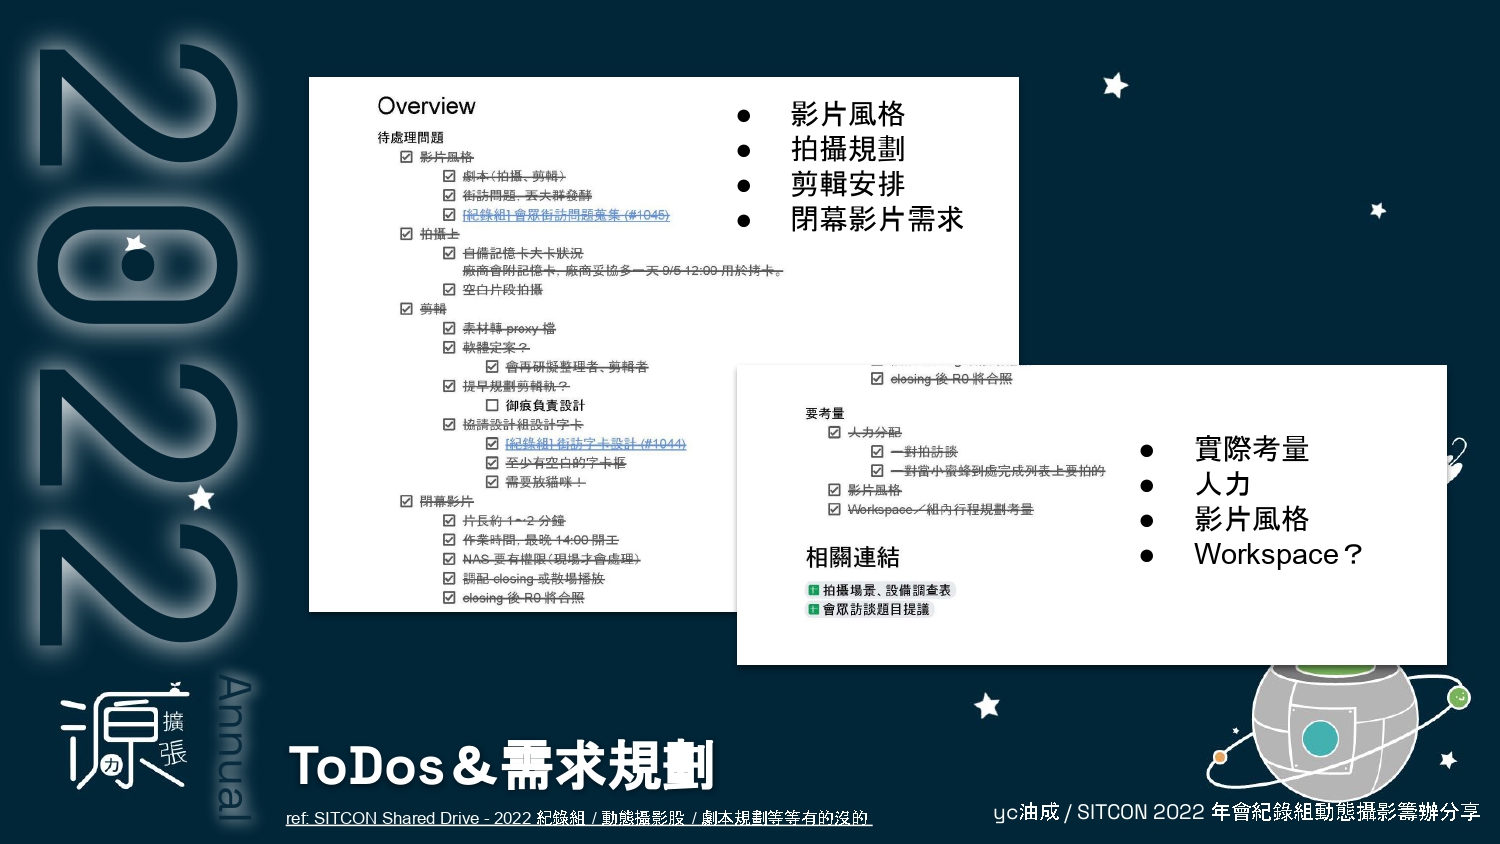 2022
Annual
源
力
擴
張
Overview
待處理問題
影片風格
劇本(拍攝、剪輯)
街訪問題, 丟大群發酵
[紀錄組] 會眾街訪問題蒐集 (#1045)
拍攝上
自備記憶卡大卡狀況
廠商會附記憶卡, 廠商妥協多一天 9/5 12:00 用於拷卡。
空白片段拍攝
剪輯
素材轉 proxy 檔
軟體定案？
會再研擬整理者、剪輯者
提早規劃剪輯軌？
御痕負責設計
協請設計組設計字卡
[紀錄組] 街訪字卡設計 (#1044)
至少有空白的字卡框
需要放貓咪！
閉幕影片
片長約 1～2 分鐘
作業時間, 最晚 14:00 開工
NAS 要有權限(現場才會處理)
調配 closing 或散場播放
closing 後 R0 將合照
● 影片風格
● 拍攝規劃
● 剪輯安排
● 閉幕影片需求
closing 後 R0 將合照
要考量
人力分配
一對拍訪談
一對當小蜜蜂到處完成列表上要拍的
影片風格
Workspace／組內行程規劃考量
相關連結
拍攝場景、設備調查表
會眾訪談題目提議
● 實際考量
● 人力
● 影片風格
● Workspace？
ToDos＆需求規劃
ref: SITCON Shared Drive - 2022 紀錄組 / 動態攝影股 / 劇本規劃等等有的沒的
yc油成 / SITCON 2022 年會紀錄組動態攝影籌辦分享